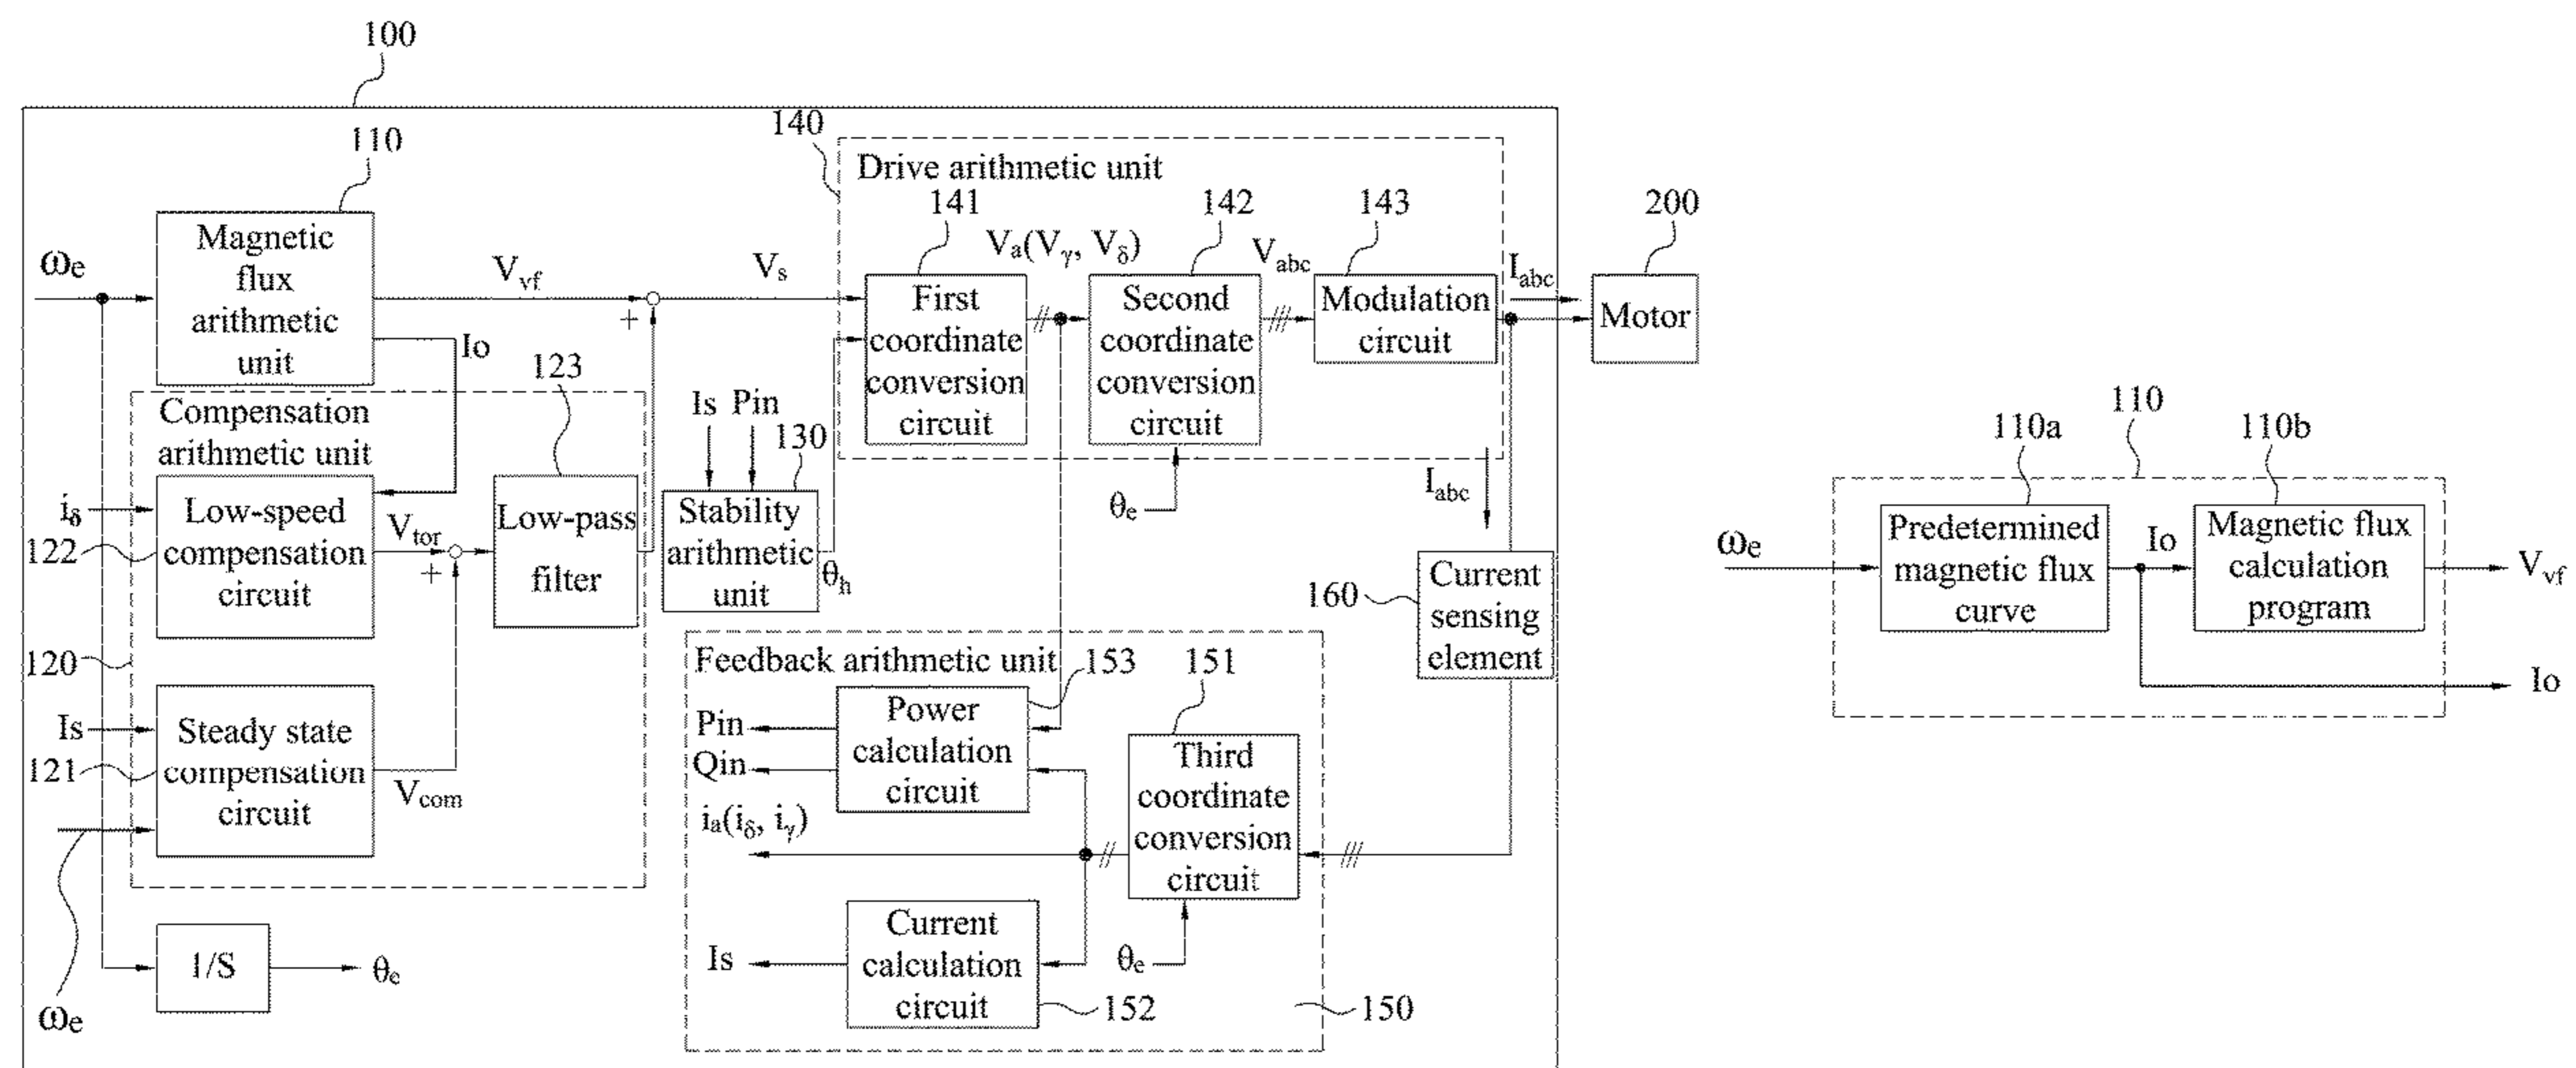 100
110
140
Drive arithmetic unit
141
142
143
200
ωe
Magnetic
flux
arithmetic
unit
Vvf
+
Vs
Va(Vγ, Vδ)
Vabc
Iabc
First
coordinate
conversion
circuit
Second
coordinate
conversion
circuit
Modulation
circuit
Motor
Io
123
Compensation
arithmetic unit
Is Pin
130
θe
Iabc
iδ
Low-speed
compensation
circuit
122
Vtor
+
Low-pass
filter
Stability
arithmetic
unit
θh
160
Current
sensing
element
120
Feedback arithmetic unit
153
151
Is
121
Steady state
compensation
circuit
Vcom
Pin
Qin
Power
calculation
circuit
Third
coordinate
conversion
circuit
ia(iδ, iγ)
ωe
1/S
θe
Is
Current
calculation
circuit
152
θe
150
110
110a
110b
ωe
Predetermined
magnetic flux
curve
Io
Magnetic flux
calculation
program
Vvf
Io